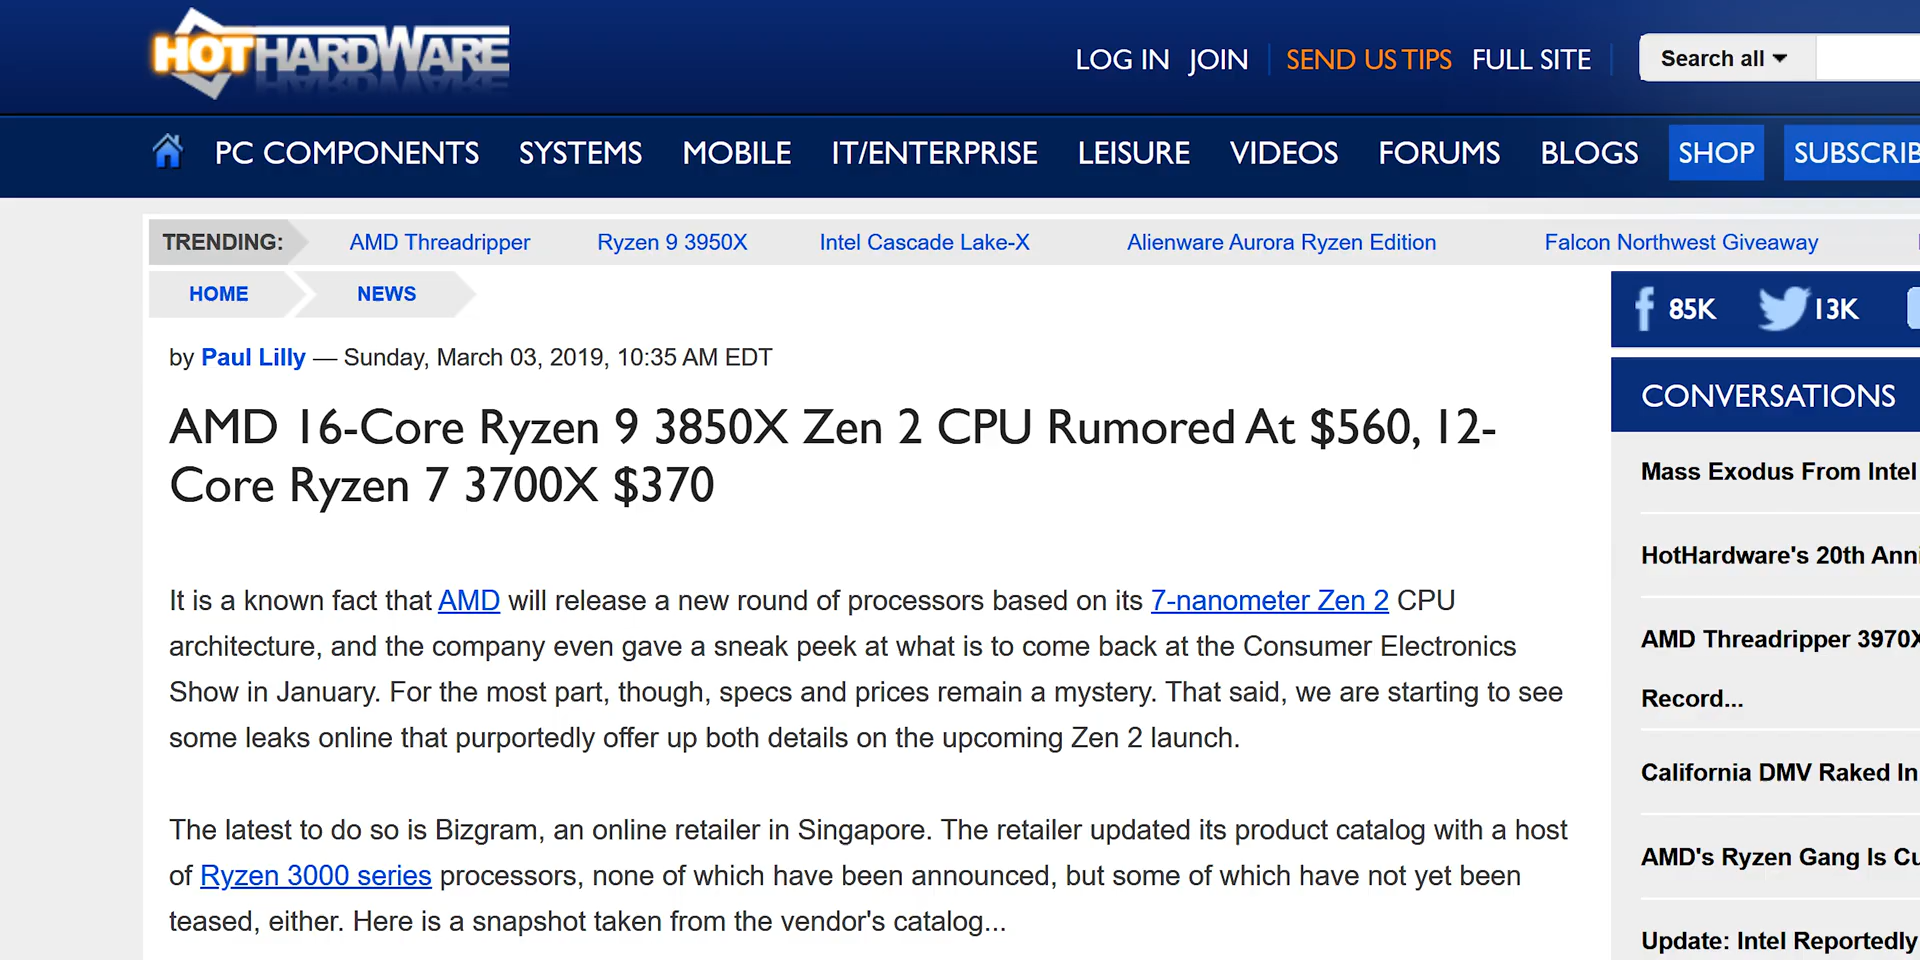 HOTHARDWARE
LOG IN JOIN SEND US TIPS FULL SITE Search all
PC COMPONENTS SYSTEMS MOBILE IT/ENTERPRISE LEISURE VIDEOS FORUMS BLOGS SHOP SUBSCRIB
TRENDING: AMD Threadripper Ryzen 9 3950X Intel Cascade Lake-X Alienware Aurora Ryzen Edition Falcon Northwest Giveaway
HOME NEWS
by Paul Lilly — Sunday, March 03, 2019, 10:35 AM EDT
AMD 16-Core Ryzen 9 3850X Zen 2 CPU Rumored At $560, 12-
Core Ryzen 7 3700X $370
It is a known fact that AMD will release a new round of processors based on its 7-nanometer Zen 2 CPU
architecture, and the company even gave a sneak peek at what is to come back at the Consumer Electronics
Show in January. For the most part, though, specs and prices remain a mystery. That said, we are starting to see
some leaks online that purportedly offer up both details on the upcoming Zen 2 launch.
The latest to do so is Bizgram, an online retailer in Singapore. The retailer updated its product catalog with a host
of Ryzen 3000 series processors, none of which have been announced, but some of which have not yet been
teased, either. Here is a snapshot taken from the vendor's catalog...
85K 13K
CONVERSATIONS
Mass Exodus From Intel
HotHardware's 20th Anni
AMD Threadripper 3970X
Record...
California DMV Raked In
AMD's Ryzen Gang Is Cu
Update: Intel Reportedly